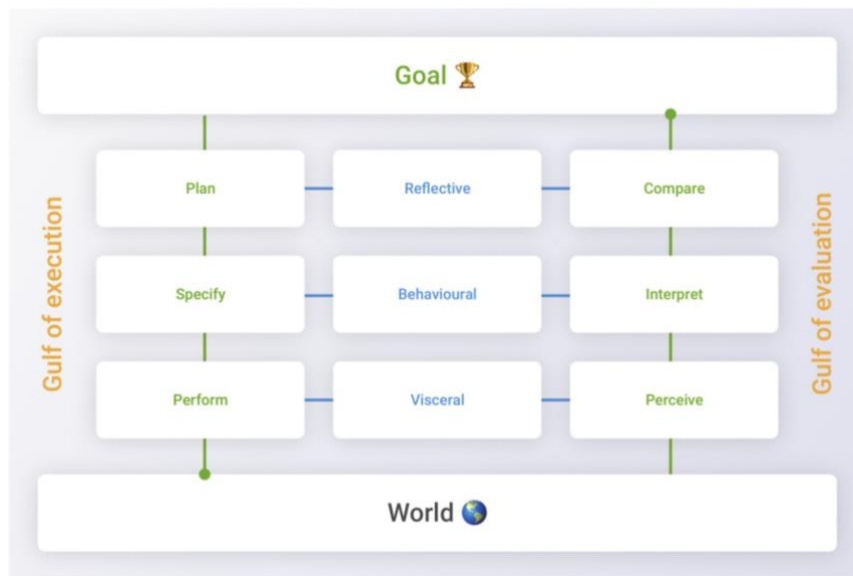 Goal 🏆
Plan
Reflective
Compare
Specify
Behavioural
Interpret
Perform
Visceral
Perceive
World 🌎
Gulf of execution
Gulf of evaluation